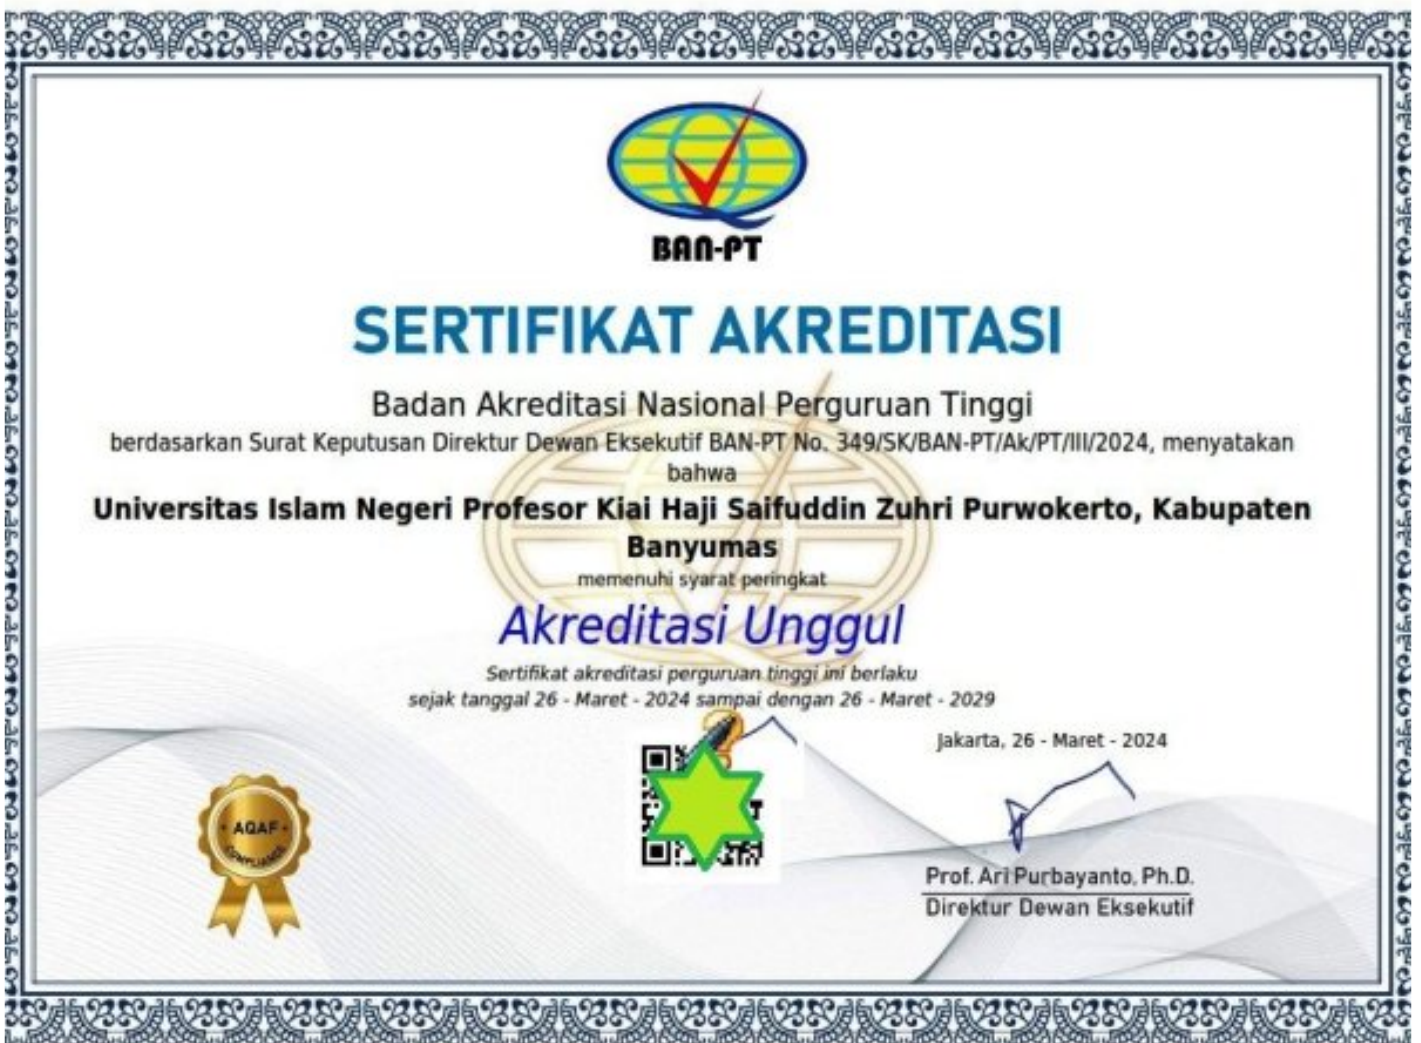 BAN-PT
SERTIFIKAT AKREDITASI
Badan Akreditasi Nasional Perguruan Tinggi
berdasarkan Surat Keputusan Direktur Dewan Eksekutif BAN-PT No. 349/SK/BAN-PT/Ak/PT/III/2024, menyatakan
bahwa
Universitas Islam Negeri Profesor Kiai Haji Saifuddin Zuhri Purwokerto, Kabupaten
Banyumas
memenuhi syarat peringkat
Akreditasi Unggul
Sertifikat akreditasi perguruan tinggi ini berlaku
sejak tanggal 26 - Maret - 2024 sampai dengan 26 - Maret - 2029
Jakarta, 26 - Maret - 2024
AQAF
COMPLIANCE
Prof. Ari Purbayanto, Ph.D.
Direktur Dewan Eksekutif